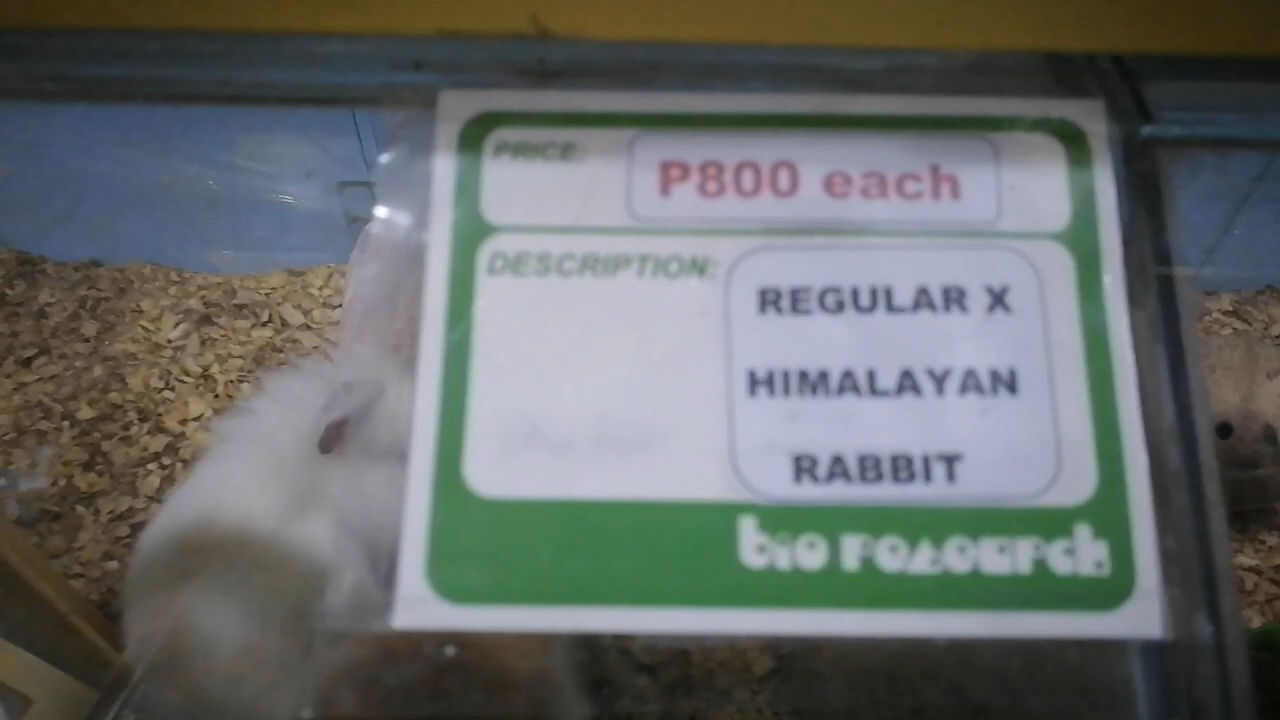 PRICE: P800 each
DESCRIPTION: REGULAR X
HIMALAYAN
RABBIT
bio research